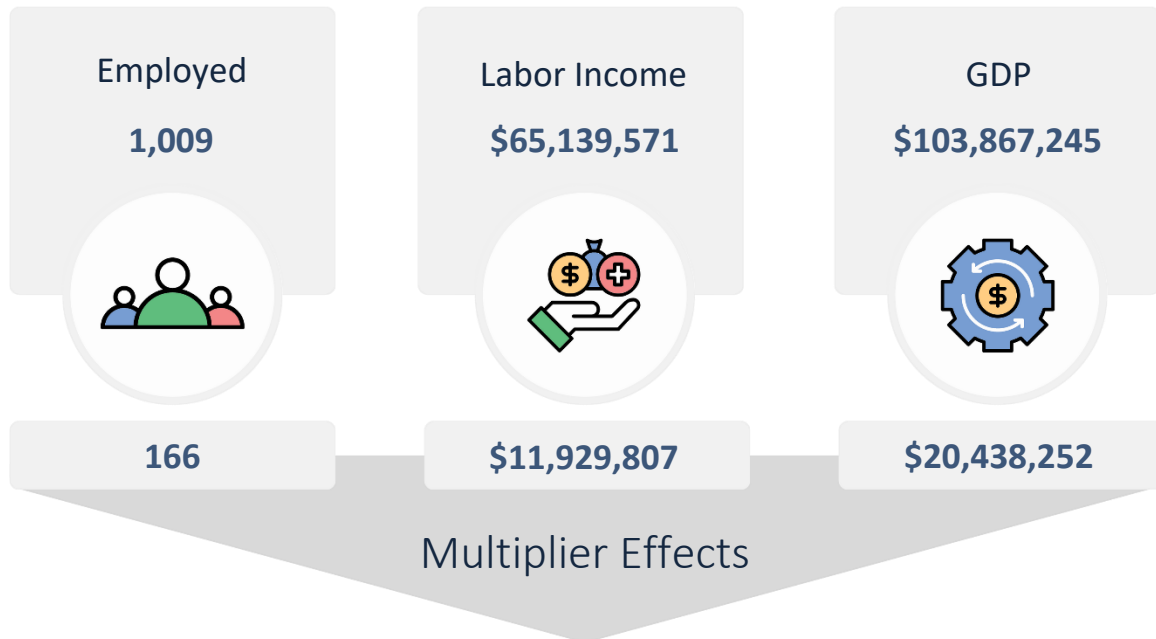 Employed
1,009
Labor Income
$65,139,571
GDP
$103,867,245
$
$
166
$11,929,807
$20,438,252
Multiplier Effects